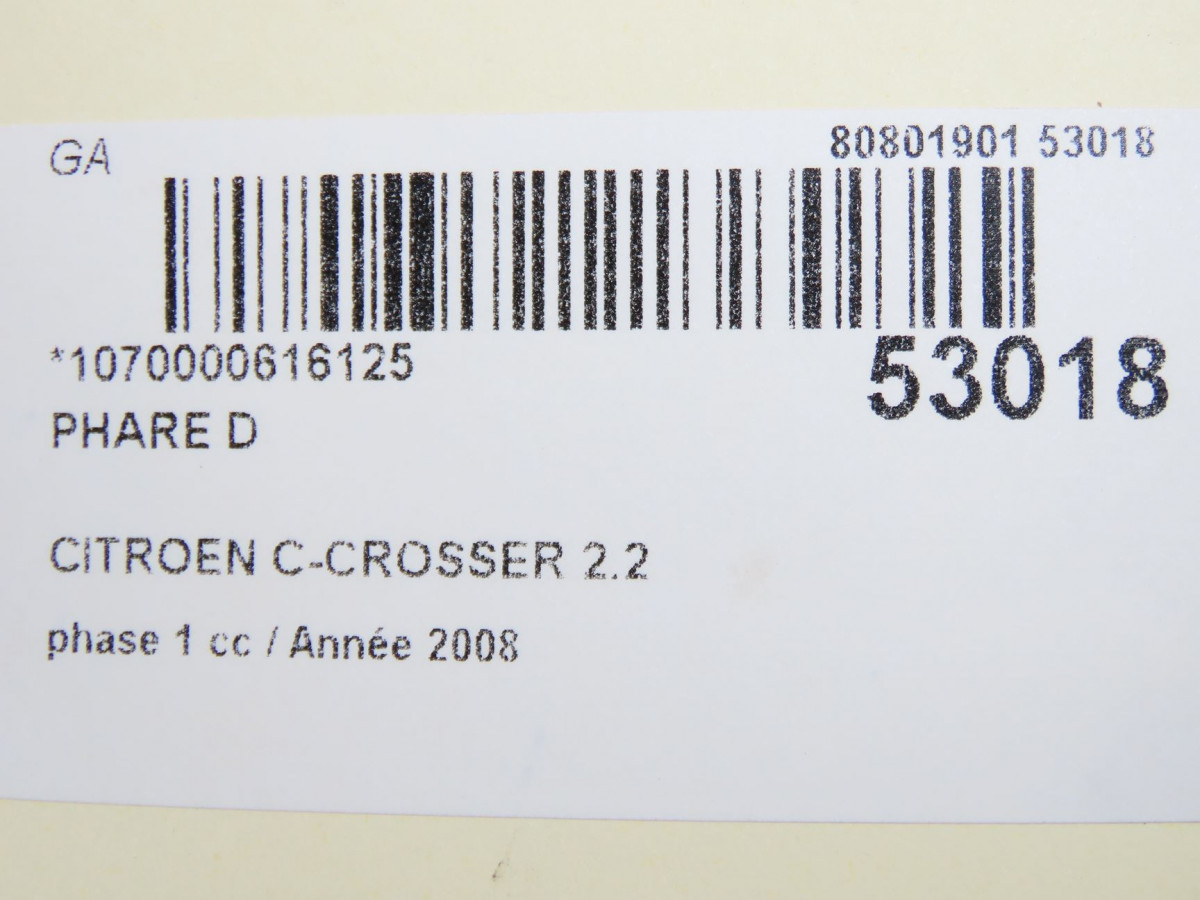 GA
80801901 53018
*1070000616125
53018
PHARE D
CITROEN C-CROSSER 2.2
phase 1 cc / Année 2008